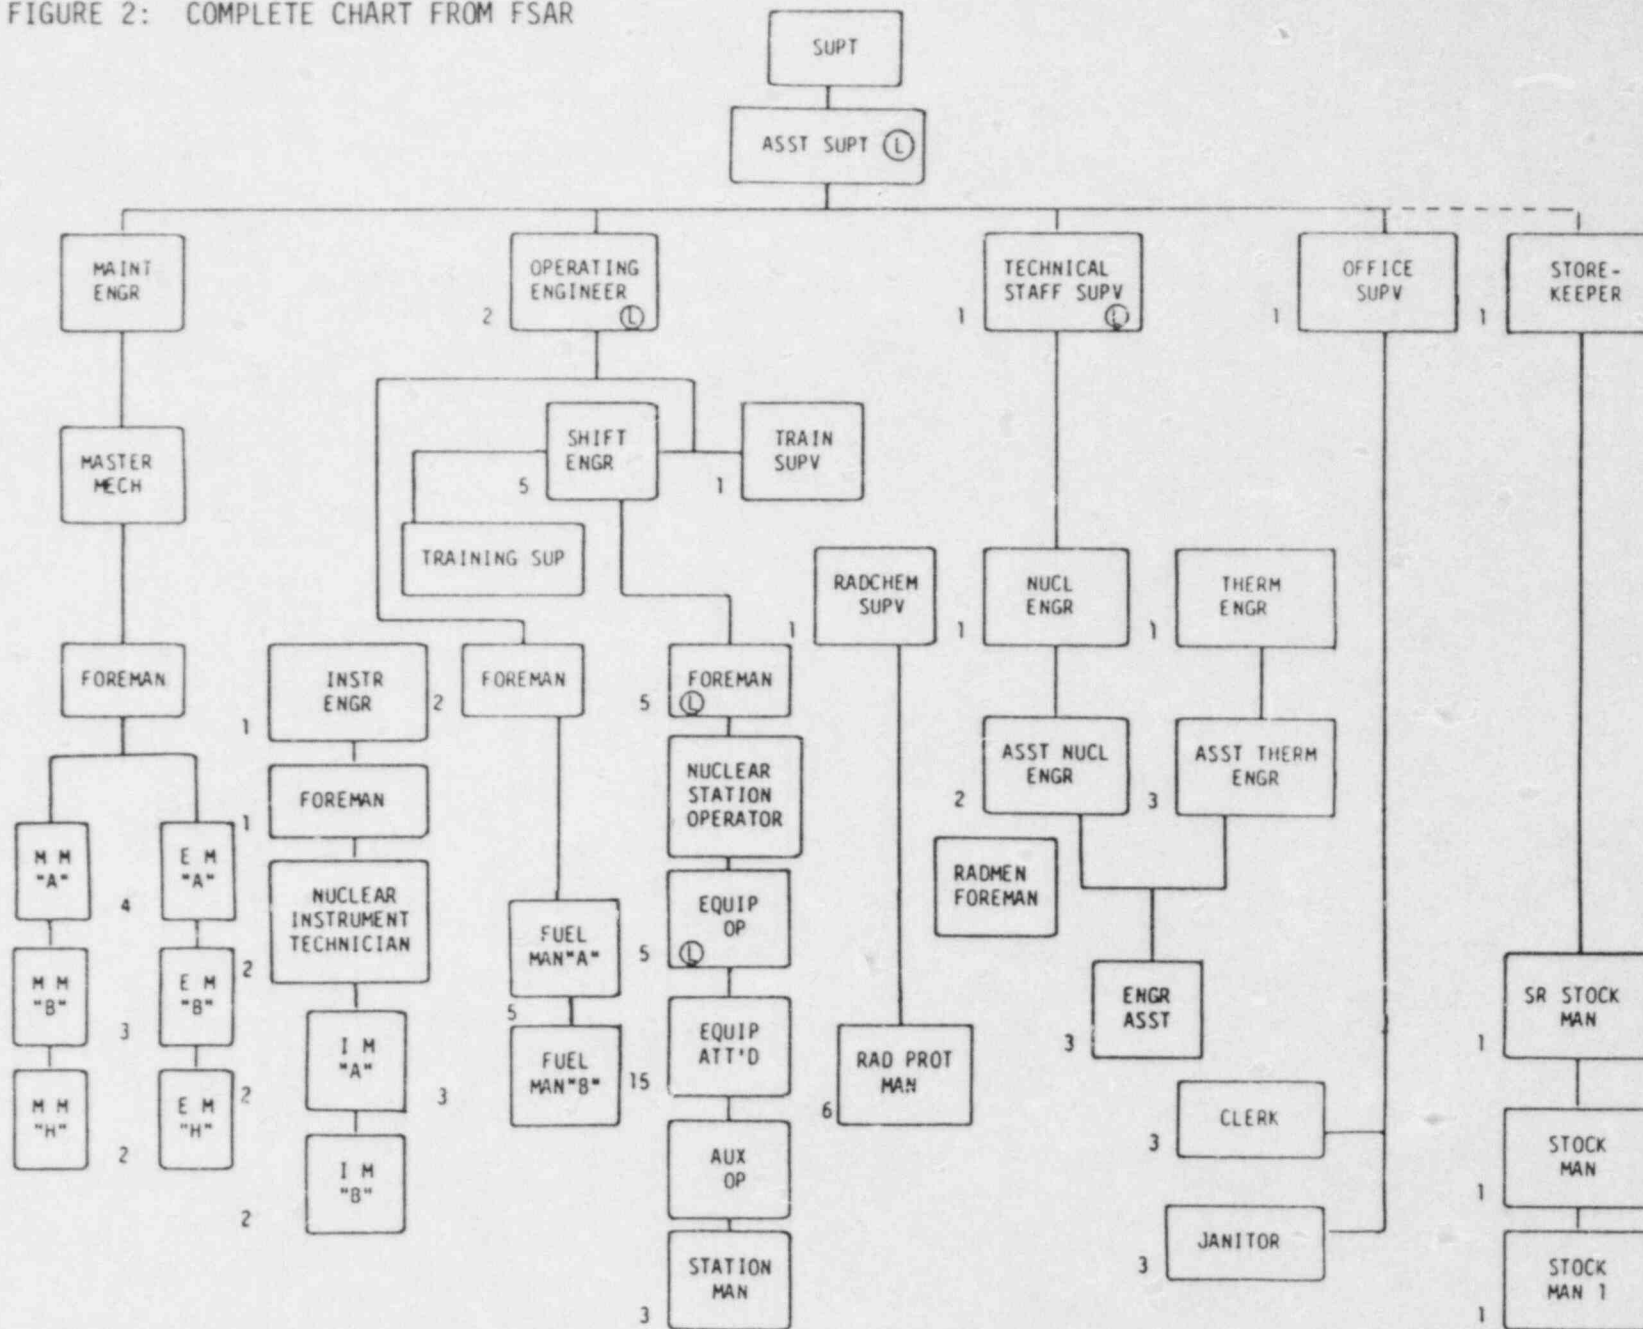 FIGURE 2: COMPLETE CHART FROM FSAR
SUPT
ASST SUPT Ⓛ
MAINT
ENGR
2
OPERATING
ENGINEER
Ⓛ
1
TECHNICAL
STAFF SUPV
Ⓛ
1
OFFICE
SUPV
1
STORE-
KEEPER
MASTER
MECH
5
SHIFT
ENGR
1
TRAIN
SUPV
TRAINING SUP
1
RADCHEM
SUPV
1
NUCL
ENGR
1
THERM
ENGR
FOREMAN
1
INSTR
ENGR
2
FOREMAN
5
FOREMAN
Ⓛ
2
ASST NUCL
ENGR
3
ASST THERM
ENGR
1
FOREMAN
NUCLEAR
STATION
OPERATOR
M M
"A"
4
E M
"A"
2
NUCLEAR
INSTRUMENT
TECHNICIAN
RADMEN
FOREMAN
5
FUEL
MAN"A"
5
EQUIP
OP
Ⓛ
M M
"B"
3
E M
"B"
2
I M
"A"
3
FUEL
MAN"B"
15
EQUIP
ATT'D
6
RAD PROT
MAN
3
ENGR
ASST
1
SR STOCK
MAN
M M
"H"
2
E M
"H"
2
I M
"B"
AUX
OP
3
CLERK
1
STOCK
MAN
3
STATION
MAN
3
JANITOR
1
STOCK
MAN 1